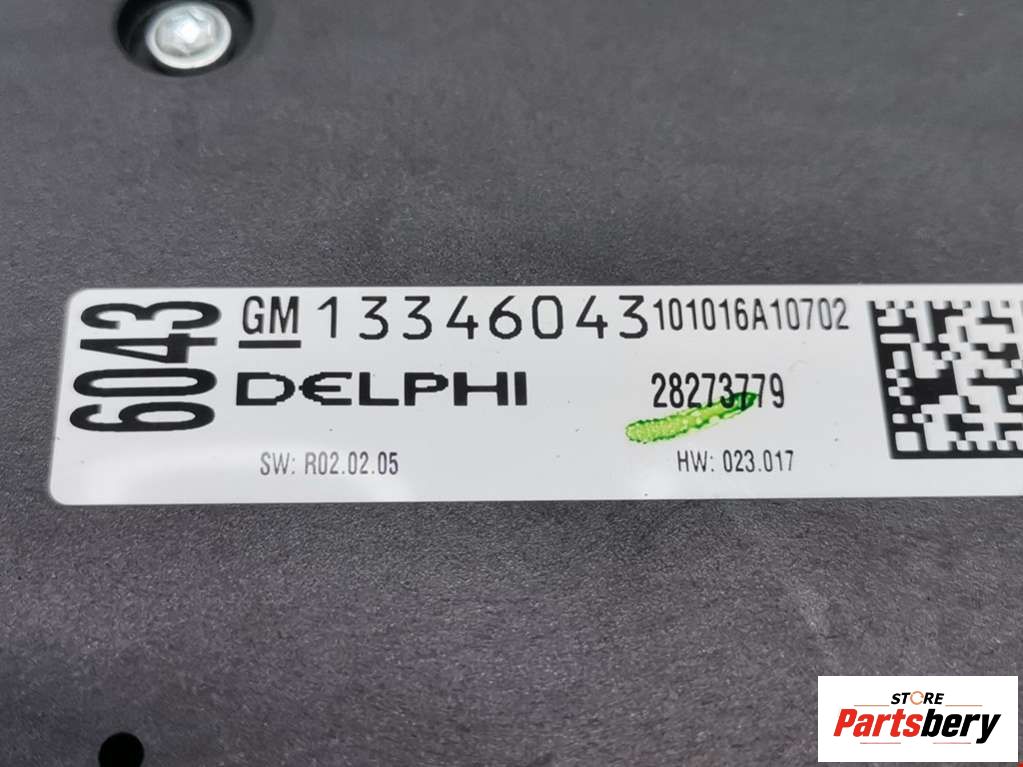 6043
GM 13346043 101016A10702
DELPHI 28273779
SW: R02.02.05 HW: 023.017
STORE
Partsbery